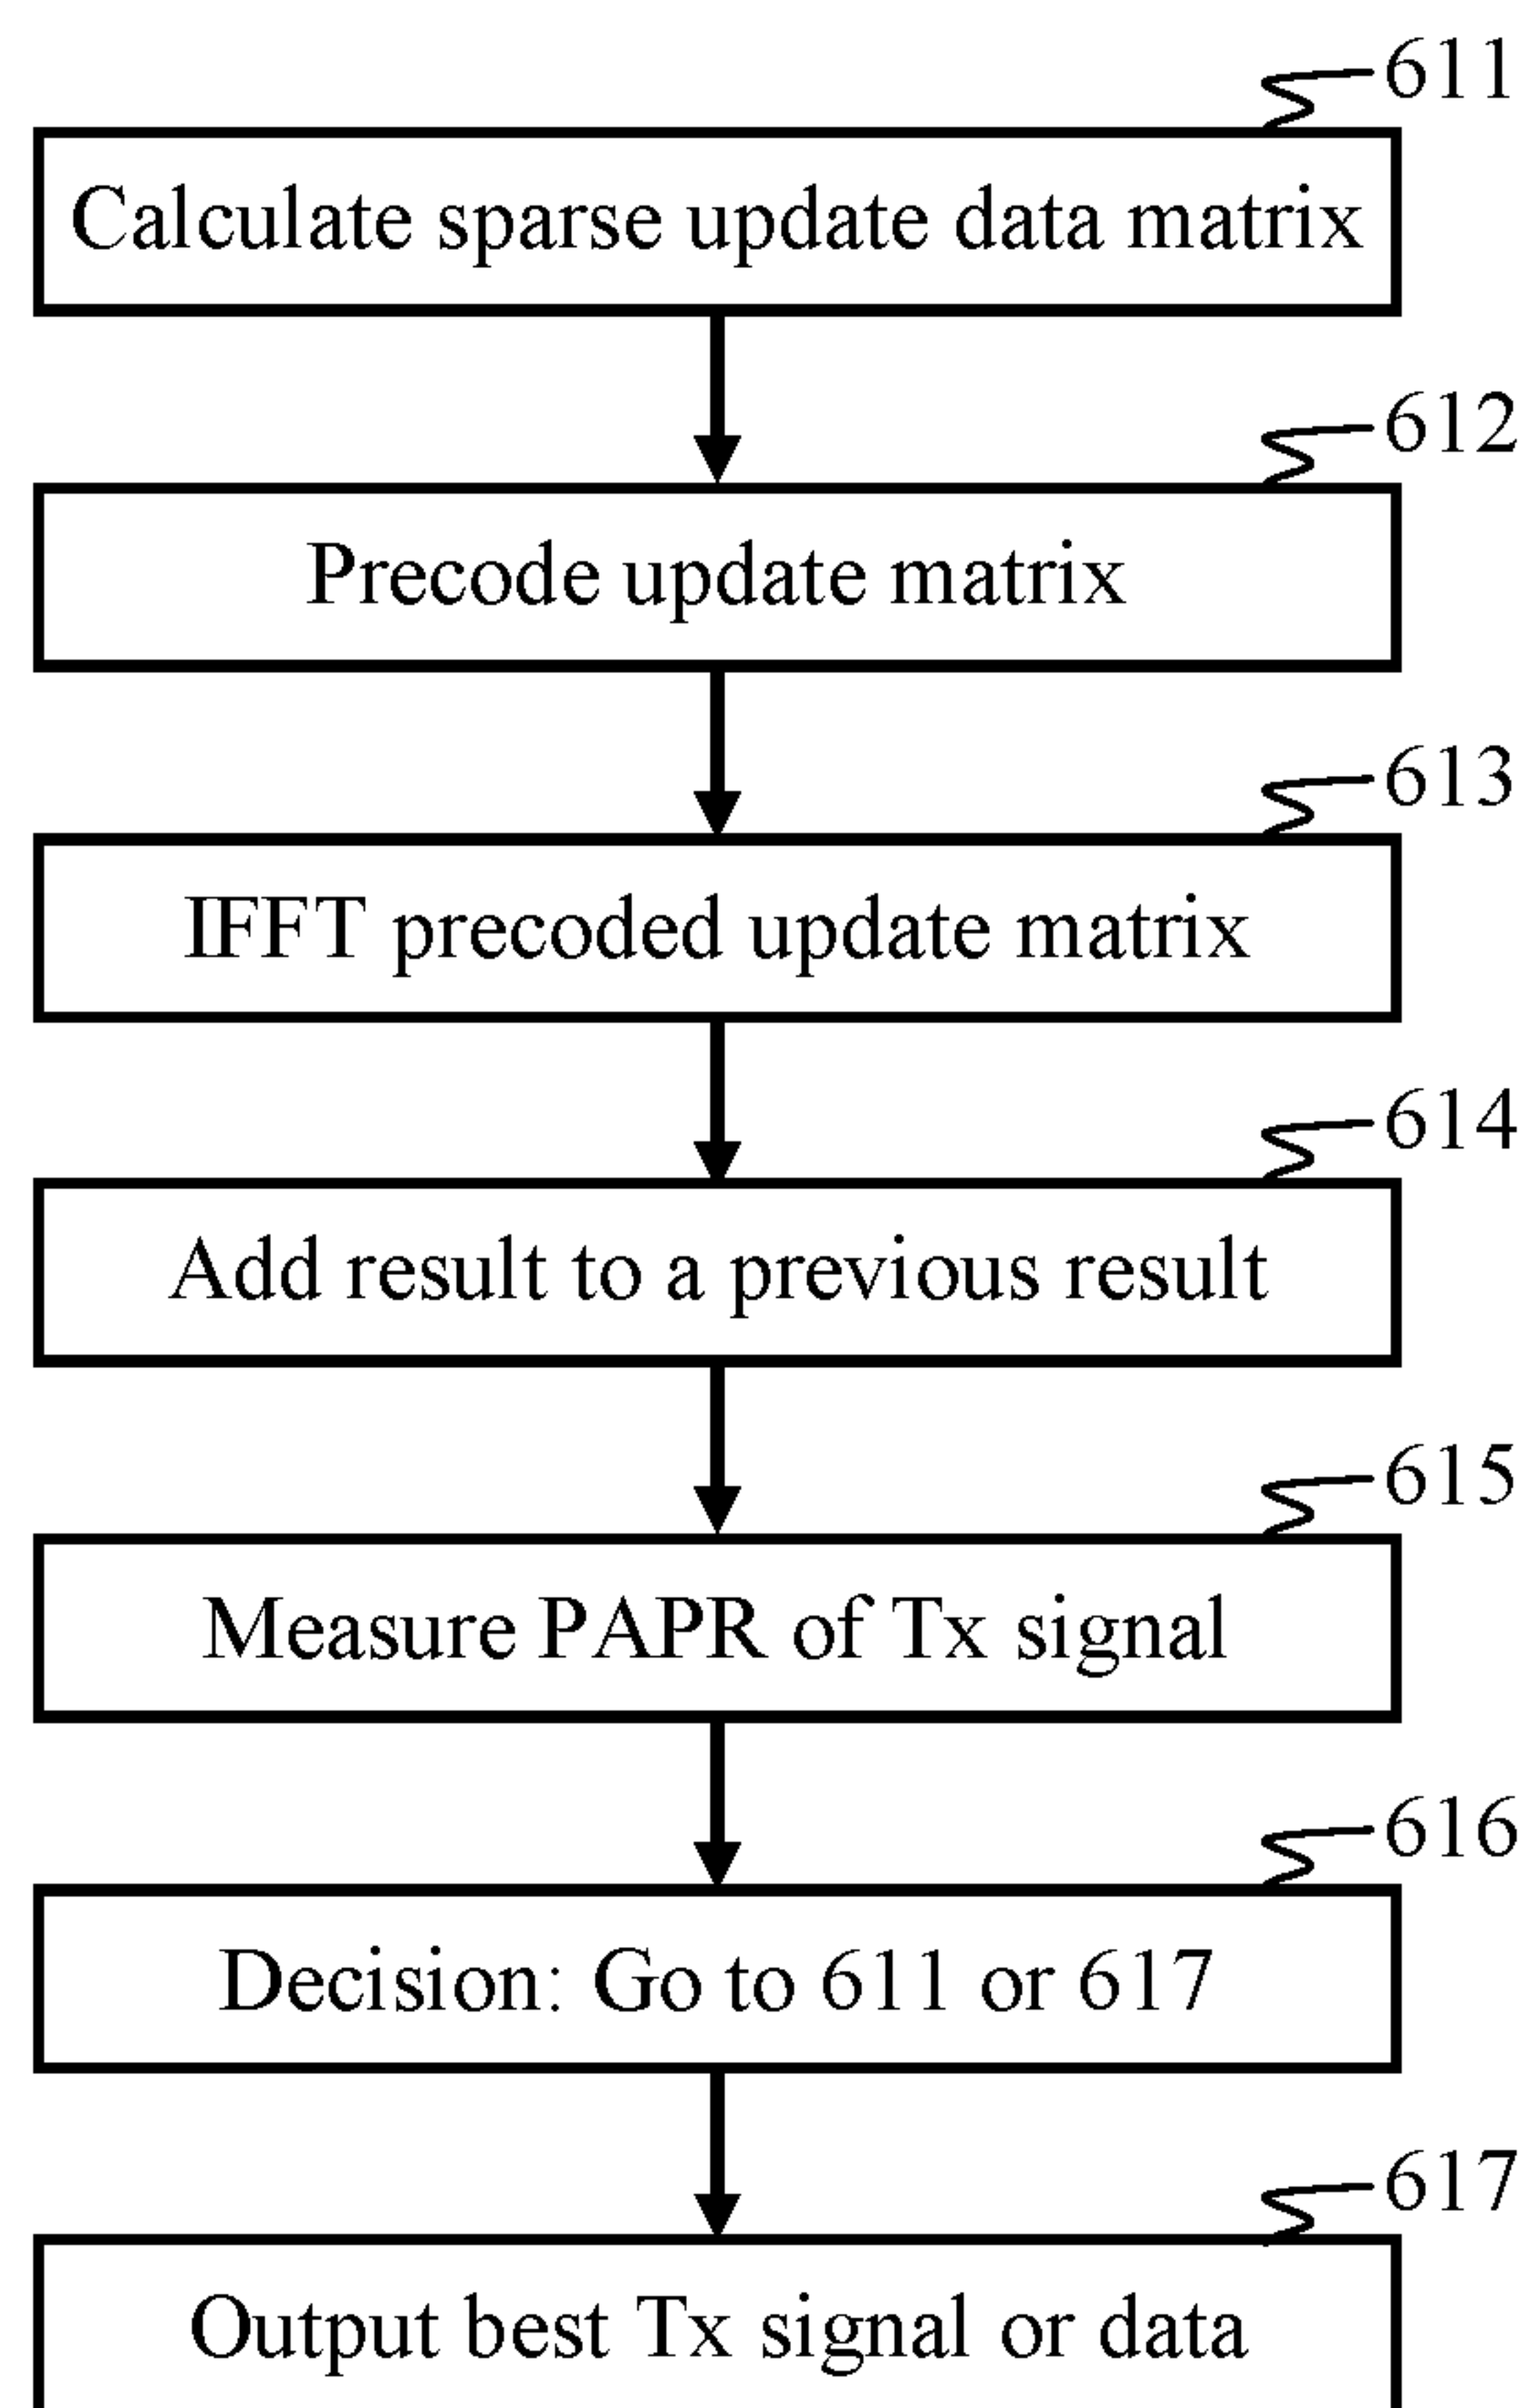 611
Calculate sparse update data matrix
612
Precode update matrix
613
IFFT precoded update matrix
614
Add result to a previous result
615
Measure PAPR of Tx signal
616
Decision: Go to 611 or 617
617
Output best Tx signal or data